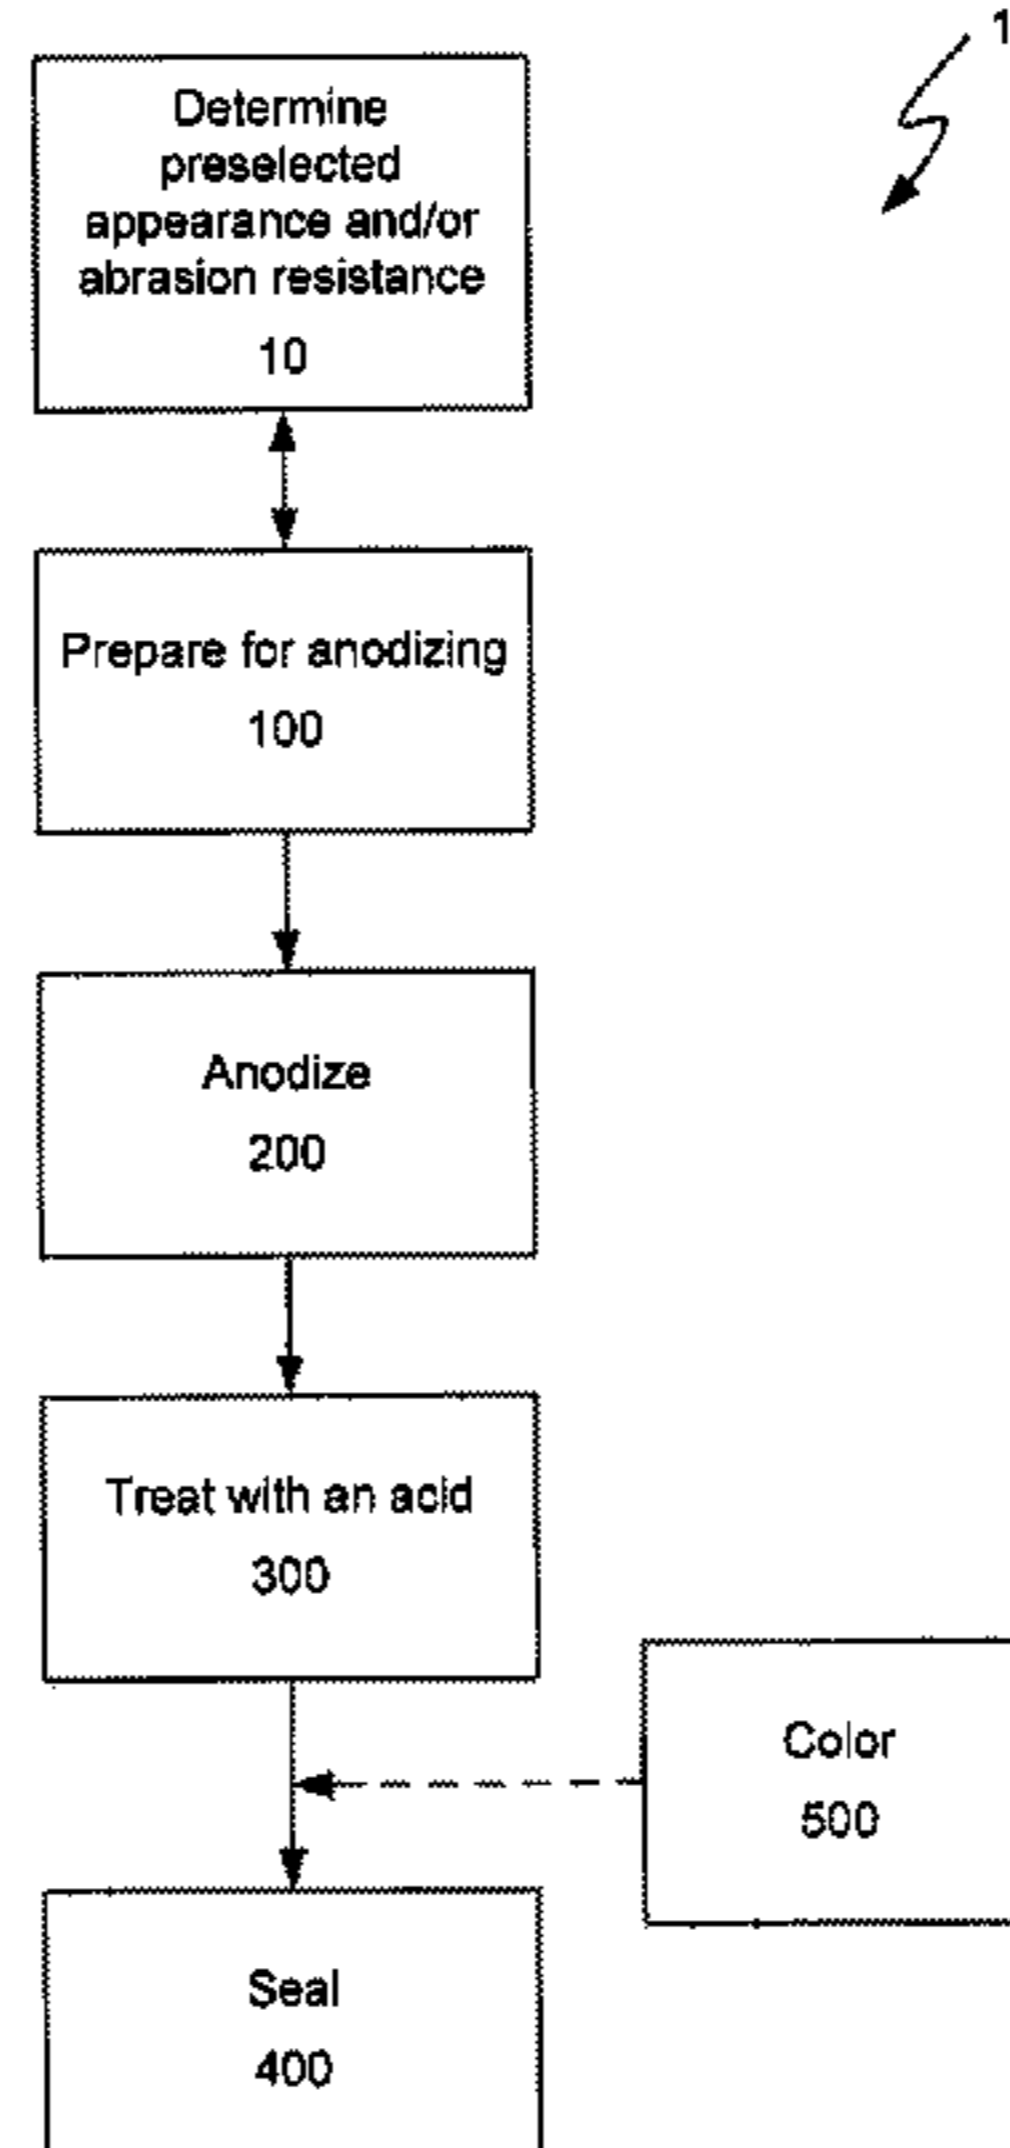 1
Determine
preselected
appearance and/or
abrasion resistance
10
Prepare for anodizing
100
Anodize
200
Treat with an acid
300
Color
500
Seal
400